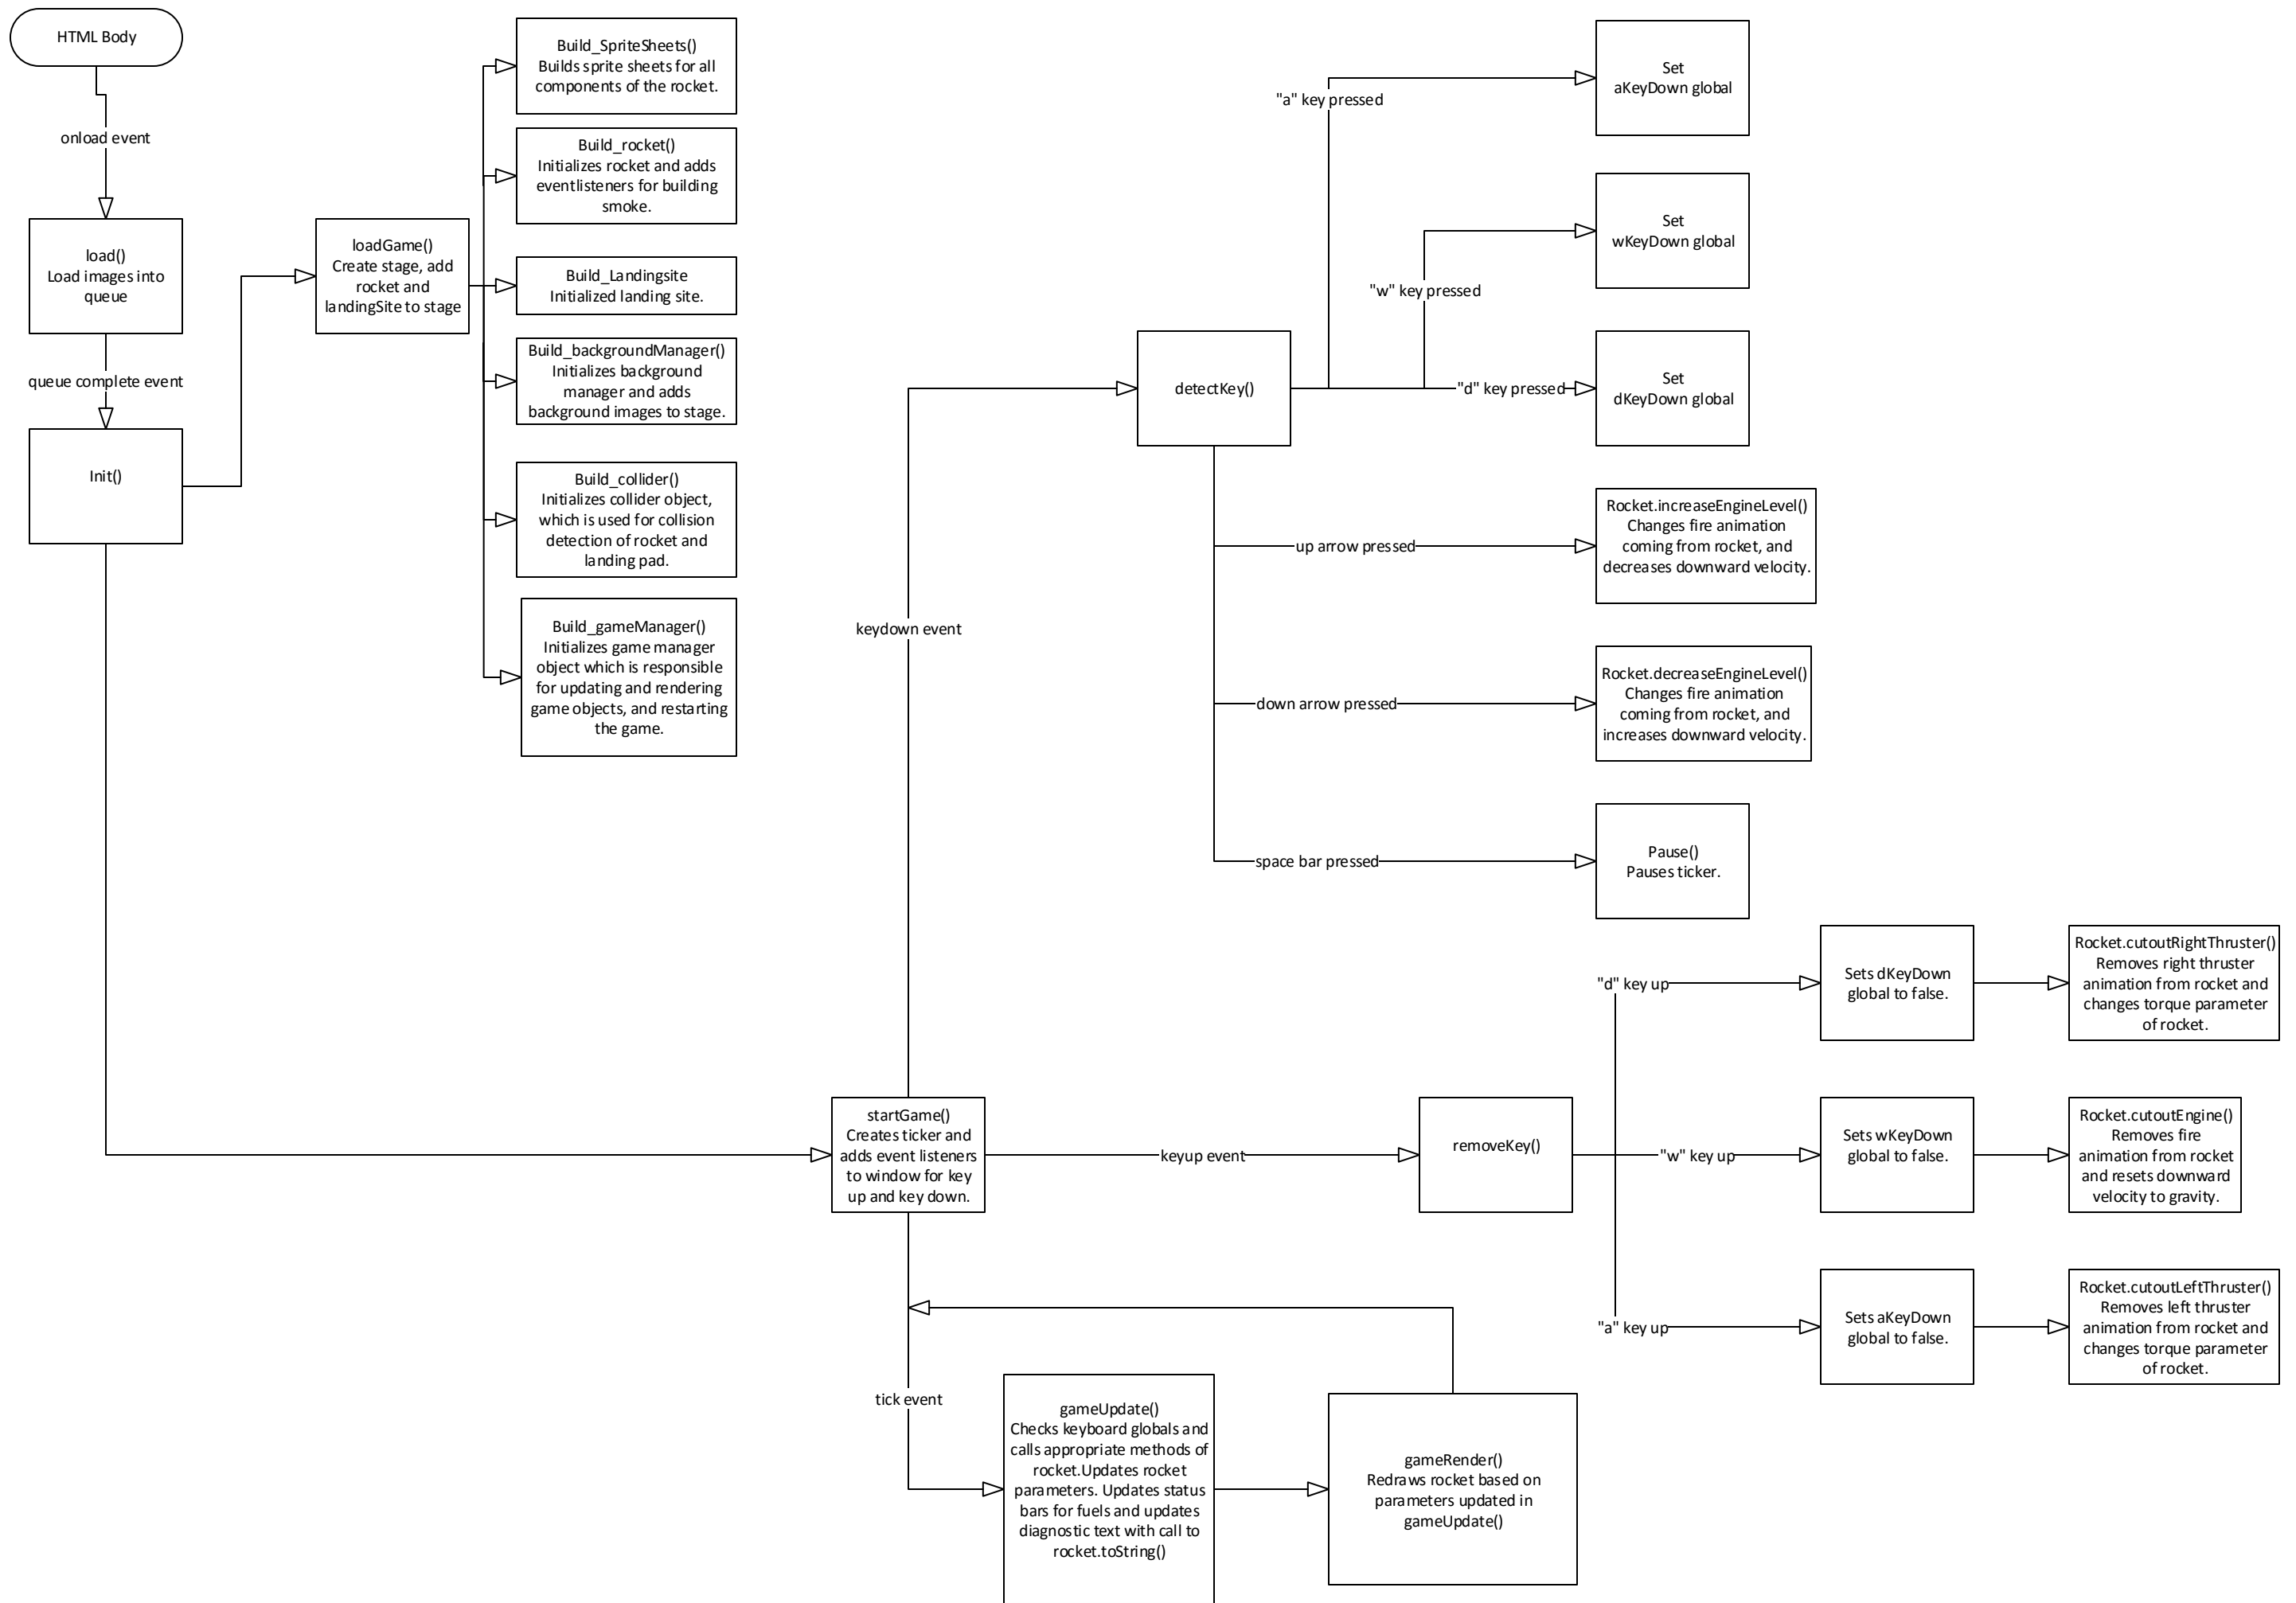 HTML Body
onload event
load()
Load images into
queue
queue complete event
Init()
loadGame()
Create stage, add
rocket and
landingSite to stage
Build_SpriteSheets()
Builds sprite sheets for all
components of the rocket.
Build_rocket()
Initializes rocket and adds
eventlisteners for building
smoke.
Build_Landingsite
Initialized landing site.
Build_backgroundManager()
Initializes background
manager and adds
background images to stage.
Build_collider()
Initializes collider object,
which is used for collision
detection of rocket and
landing pad.
Build_gameManager()
Initializes game manager
object which is responsible
for updating and rendering
game objects, and restarting
the game.
keydown event
detectKey()
"a" key pressed
Set
aKeyDown global
"w" key pressed
Set
wKeyDown global
"d" key pressed
Set
dKeyDown global
up arrow pressed
Rocket.increaseEngineLevel()
Changes fire animation
coming from rocket, and
decreases downward velocity.
down arrow pressed
Rocket.decreaseEngineLevel()
Changes fire animation
coming from rocket, and
increases downward velocity.
space bar pressed
Pause()
Pauses ticker.
startGame()
Creates ticker and
adds event listeners
to window for key
up and key down.
keyup event
removeKey()
"d" key up
Sets dKeyDown
global to false.
Rocket.cutoutRightThruster()
Removes right thruster
animation from rocket and
changes torque parameter
of rocket.
"w" key up
Sets wKeyDown
global to false.
Rocket.cutoutEngine()
Removes fire
animation from rocket
and resets downward
velocity to gravity.
"a" key up
Sets aKeyDown
global to false.
Rocket.cutoutLeftThruster()
Removes left thruster
animation from rocket and
changes torque parameter
of rocket.
tick event
gameUpdate()
Checks keyboard globals and
calls appropriate methods of
rocket.Updates rocket
parameters. Updates status
bars for fuels and updates
diagnostic text with call to
rocket.toString()
gameRender()
Redraws rocket based on
parameters updated in
gameUpdate()